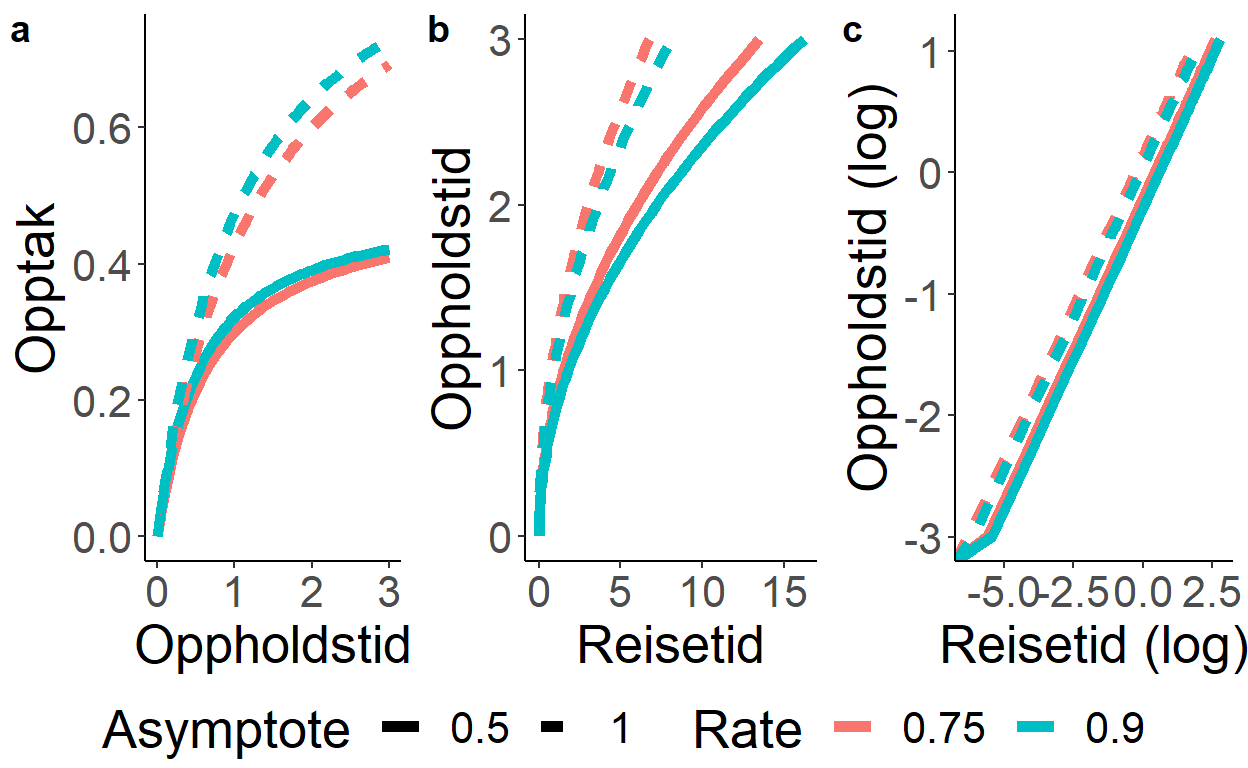 a
Opptak
0.6
0.4
0.2
0.0
0 1 2 3
Oppholdstid
b
Oppholdstid
3
2
1
0
0 5 10 15
Reisetid
c
Oppholdstid (log)
1
0
-1
-2
-3
-5.0 -2.5 0.0 2.5
Reisetid (log)
Asymptote 0.5 1 Rate 0.75 0.9